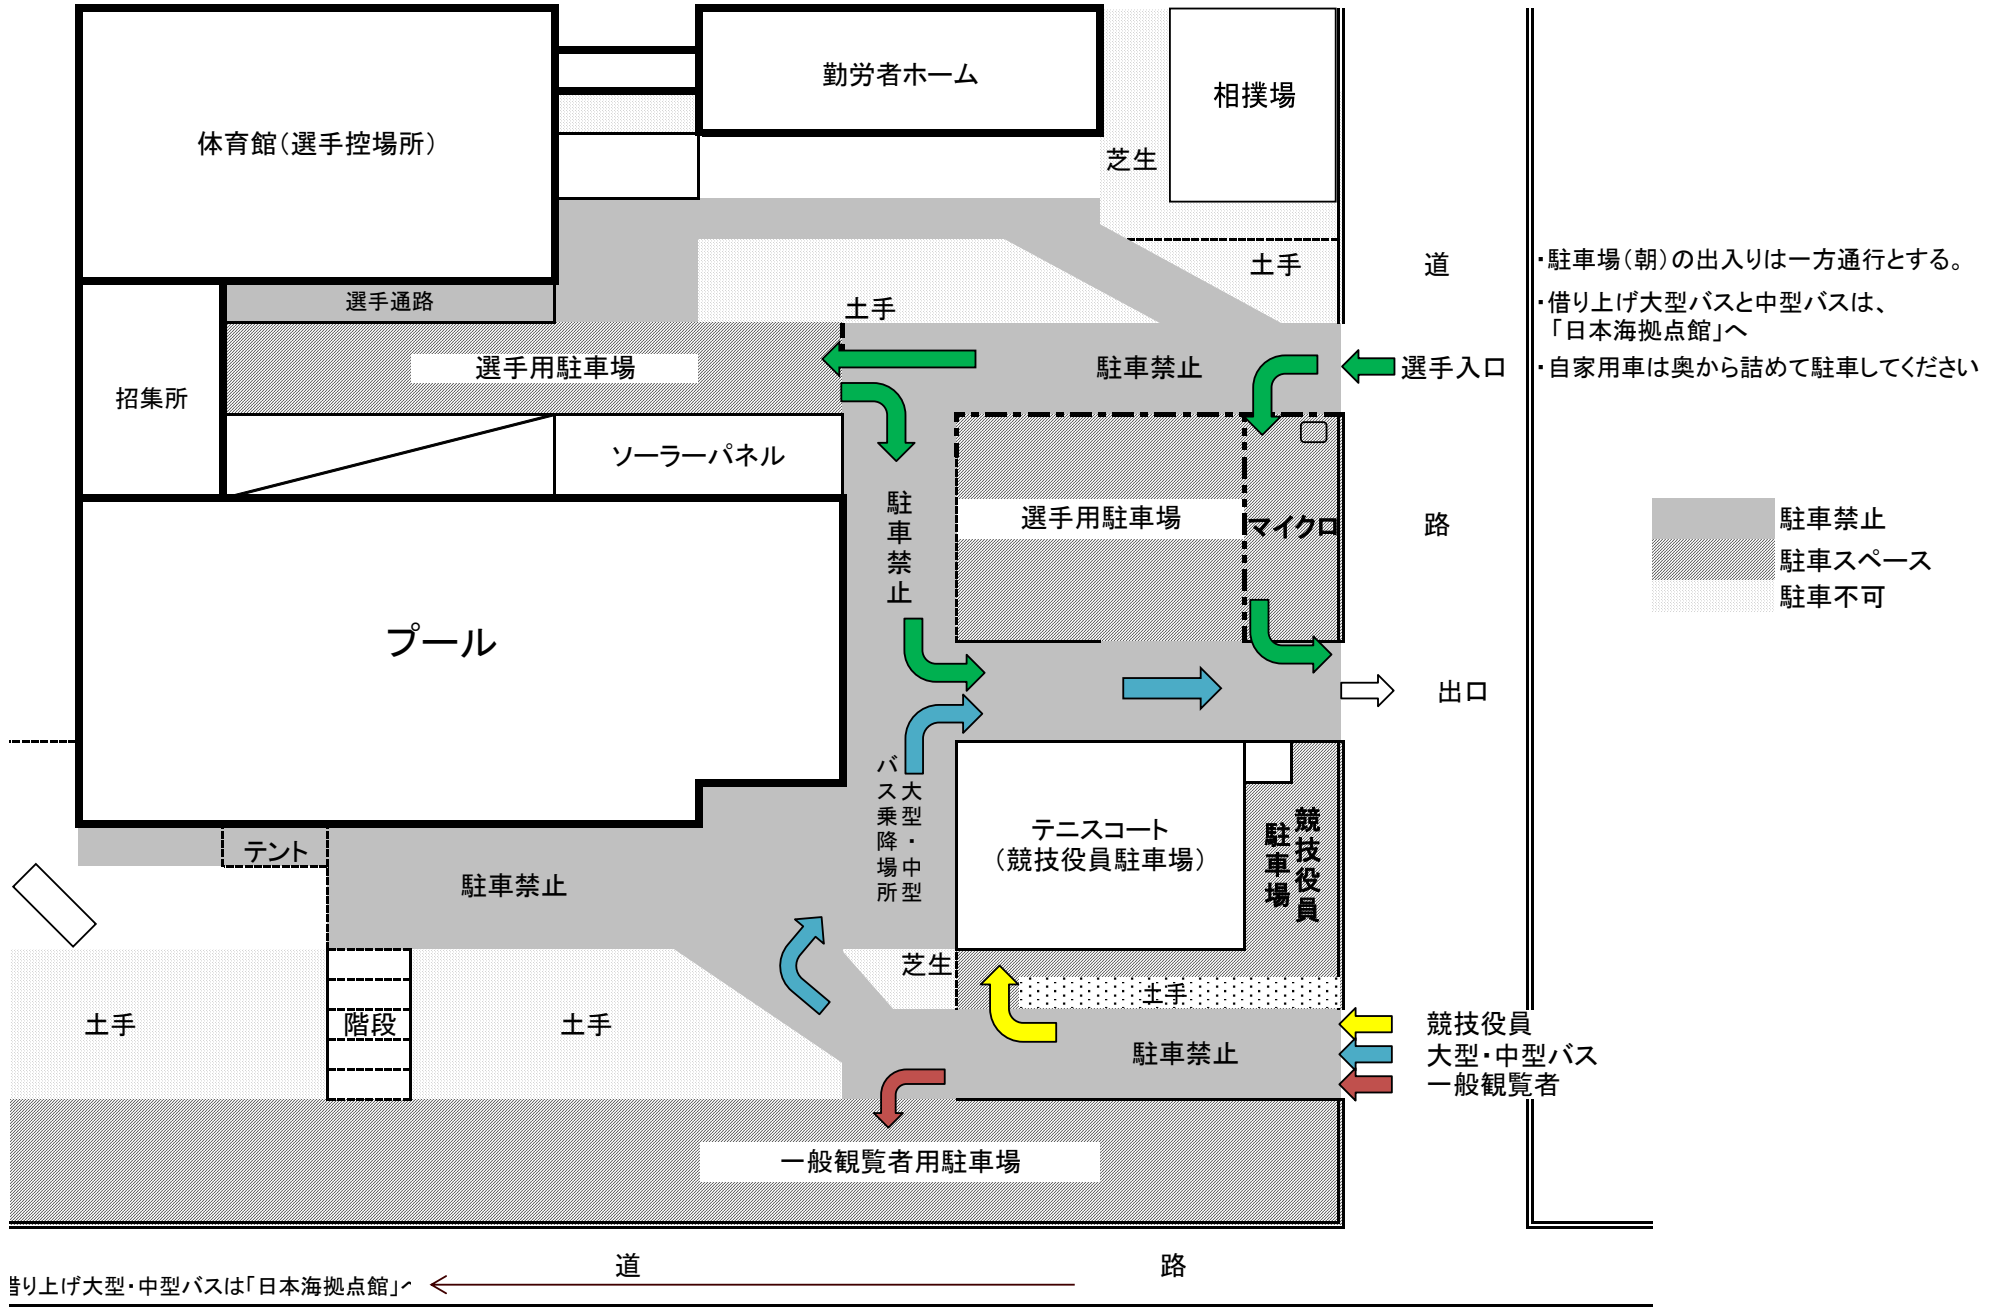 勤労者ホーム
相撲場
体育館(選手控場所)
芝生
土手
道
・駐車場(朝)の出入りは一方通行とする。
選手通路
土手
・借り上げ大型バスと中型バスは、
「日本海拠点館」へ
選手用駐車場
駐車禁止
選手入口
・自家用車は奥から詰めて駐車してください
招集所
ソーラーパネル
駐車禁止
選手用駐車場
マイクロ
路
駐車禁止
駐車スペース
駐車不可
プール
出口
大型・中型
バス乗降場所
テニスコート
(競技役員駐車場)
競技役員
駐車場
テント
駐車禁止
芝生
土手
土手
階段
土手
駐車禁止
競技役員
大型・中型バス
一般観覧者
一般観覧者用駐車場
道
路
借り上げ大型・中型バスは「日本海拠点館」へ